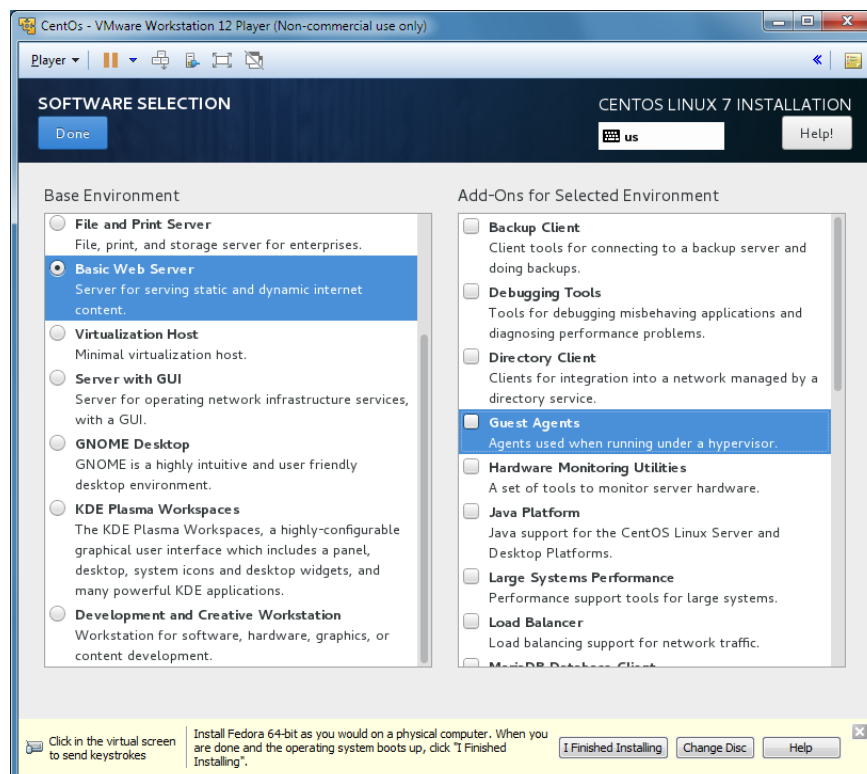 CentOs - VMware Workstation 12 Player (Non-commercial use only)
Player
SOFTWARE SELECTION
Done
CENTOS LINUX 7 INSTALLATION
us
Help!
Base Environment
File and Print Server
File, print, and storage server for enterprises.
Basic Web Server
Server for serving static and dynamic internet
content.
Virtualization Host
Minimal virtualization host.
Server with GUI
Server for operating network infrastructure services,
with a GUI.
GNOME Desktop
GNOME is a highly intuitive and user friendly
desktop environment.
KDE Plasma Workspaces
The KDE Plasma Workspaces, a highly-configurable
graphical user interface which includes a panel,
desktop, system icons and desktop widgets, and
many powerful KDE applications.
Development and Creative Workstation
Workstation for software, hardware, graphics, or
content development.
Add-Ons for Selected Environment
Backup Client
Client tools for connecting to a backup server and
doing backups.
Debugging Tools
Tools for debugging misbehaving applications and
diagnosing performance problems.
Directory Client
Clients for integration into a network managed by a
directory service.
Guest Agents
Agents used when running under a hypervisor.
Hardware Monitoring Utilities
A set of tools to monitor server hardware.
Java Platform
Java support for the CentOS Linux Server and
Desktop Platforms.
Large Systems Performance
Performance support tools for large systems.
Load Balancer
Load balancing support for network traffic.
MariaDB Database Client
Click in the virtual screen
to send keystrokes
Install Fedora 64-bit as you would on a physical computer. When you
are done and the operating system boots up, click "I Finished
Installing".
I Finished Installing
Change Disc
Help